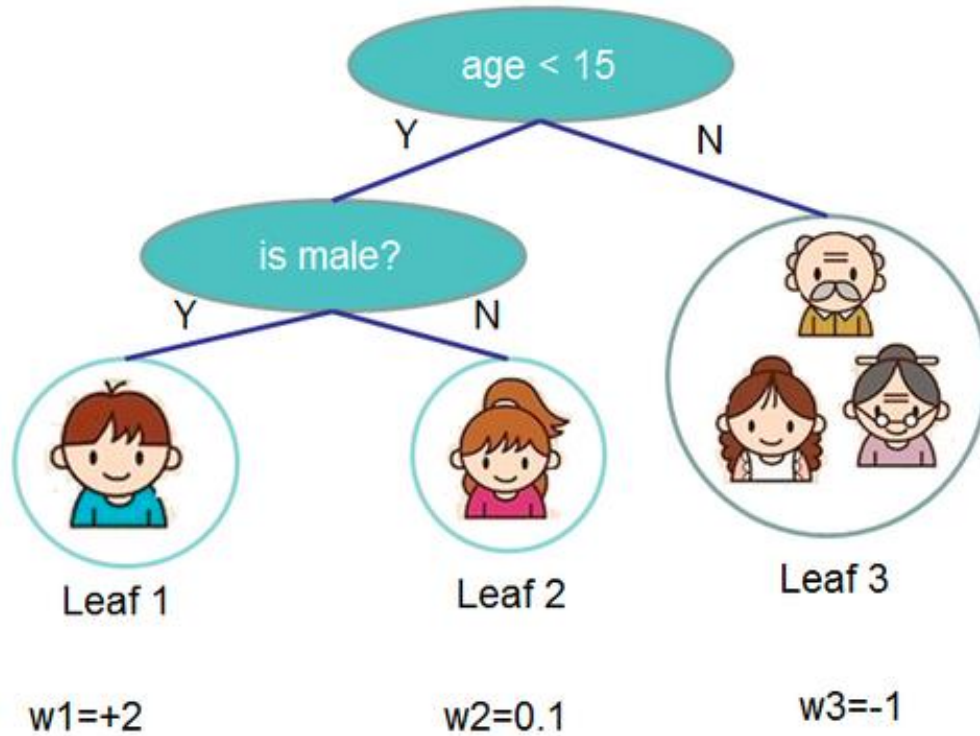 age < 15
Y
N
is male?
Y
N
Leaf 1
Leaf 2
Leaf 3
w1=+2
w2=0.1
w3=-1